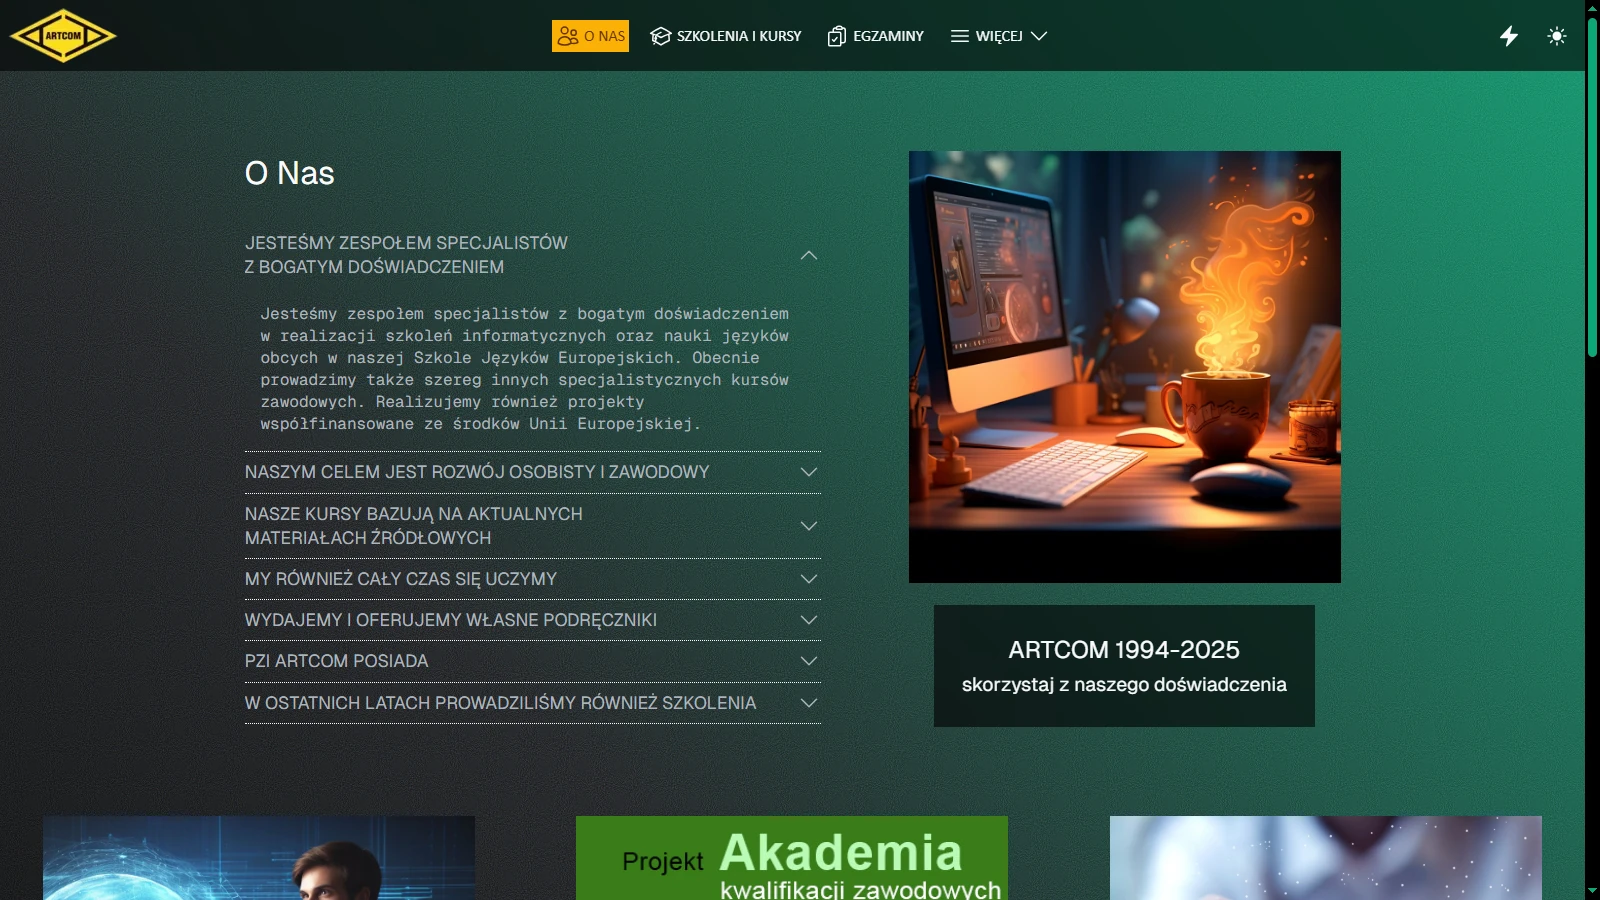 ARTCOM
O NAS
SZKOLENIA I KURSY
EGZAMINY
WIĘCEJ
O Nas
JESTEŚMY ZESPOŁEM SPECJALISTÓW
Z BOGATYM DOŚWIADCZENIEM
Jesteśmy zespołem specjalistów z bogatym doświadczeniem
w realizacji szkoleń informatycznych oraz nauki języków
obcych w naszej Szkole Języków Europejskich. Obecnie
prowadzimy także szereg innych specjalistycznych kursów
zawodowych. Realizujemy również projekty
współfinansowane ze środków Unii Europejskiej.
NASZYM CELEM JEST ROZWÓJ OSOBISTY I ZAWODOWY
NASZE KURSY BAZUJĄ NA AKTUALNYCH
MATERIAŁACH ŹRÓDŁOWYCH
MY RÓWNIEŻ CAŁY CZAS SIĘ UCZYMY
WYDAJEMY I OFERUJEMY WŁASNE PODRĘCZNIKI
PZI ARTCOM POSIADA
W OSTATNICH LATACH PROWADZILIŚMY RÓWNIEŻ SZKOLENIA
ARTCOM 1994-2025
skorzystaj z naszego doświadczenia
Projekt Akademia
kwalifikacji zawodowych